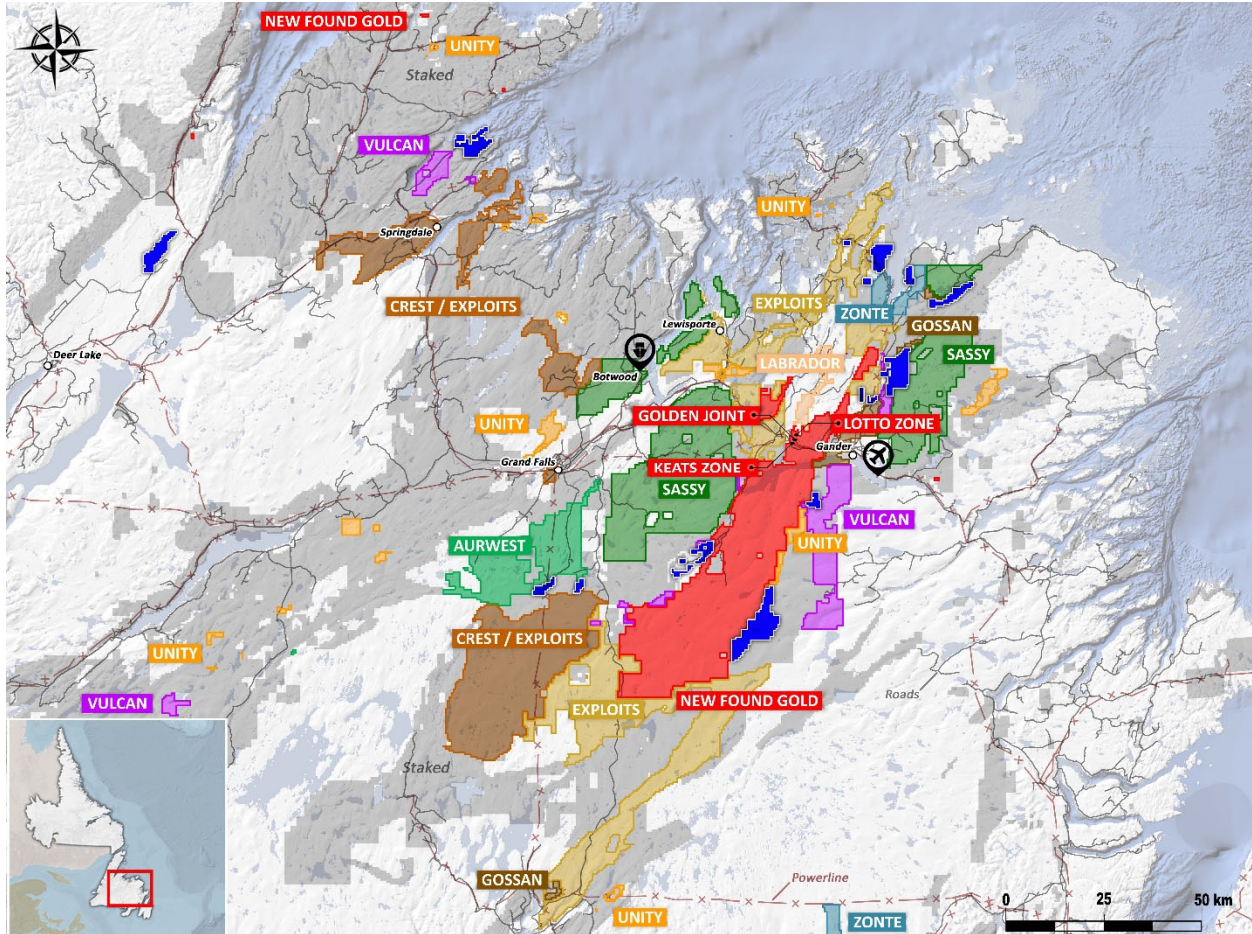 NEW FOUND GOLD
UNITY
Staked
VULCAN
UNITY
Springdale
CREST / EXPLOITS
EXPLOITS
ZONTE
GOSSAN
Lewisporte
SASSY
Deer Lake
LABRADOR
Botwood
GOLDEN JOINT
LOTTO ZONE
UNITY
Gander
Grand Falls
KEATS ZONE
SASSY
VULCAN
AURWEST
UNITY
CREST / EXPLOITS
UNITY
Roads
VULCAN
NEW FOUND GOLD
EXPLOITS
Staked
GOSSAN
Powerline
UNITY
ZONTE
0 25 50 km